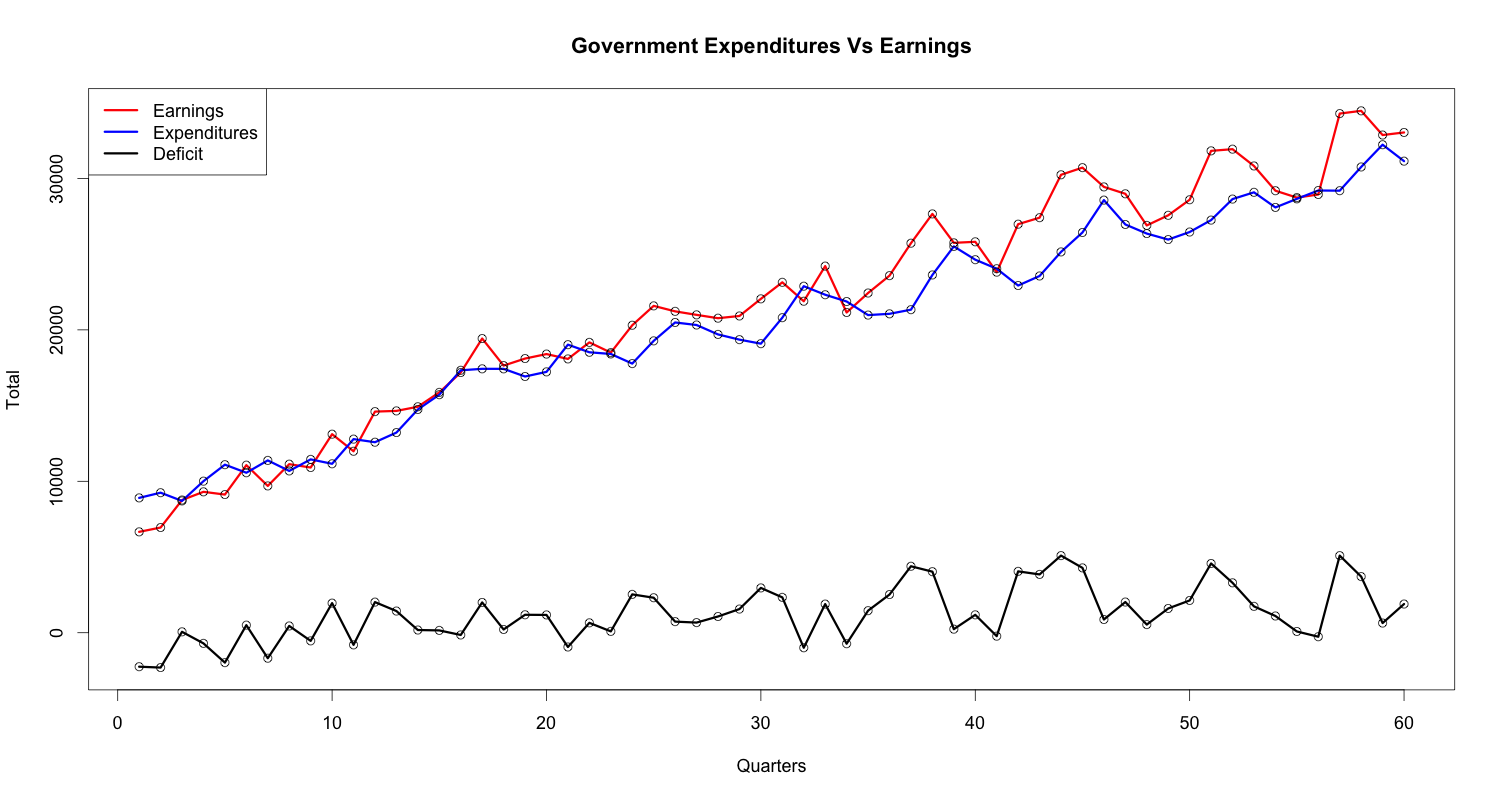 Government Expenditures Vs Earnings
Earnings
Expenditures
Deficit
Total
30000
20000
10000
0
0 10 20 30 40 50 60
Quarters